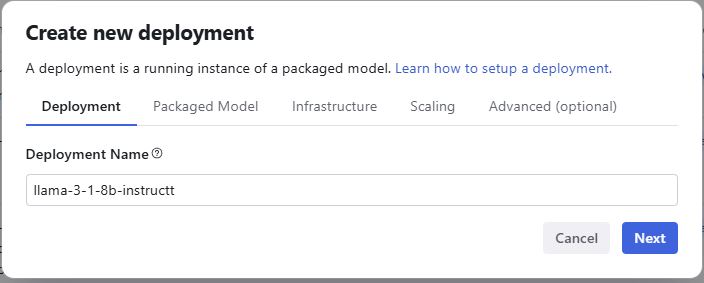 Create new deployment
A deployment is a running instance of a packaged model. Learn how to setup a deployment.
Deployment Packaged Model Infrastructure Scaling Advanced (optional)
Deployment Name
llama-3-1-8b-instructt
Cancel Next